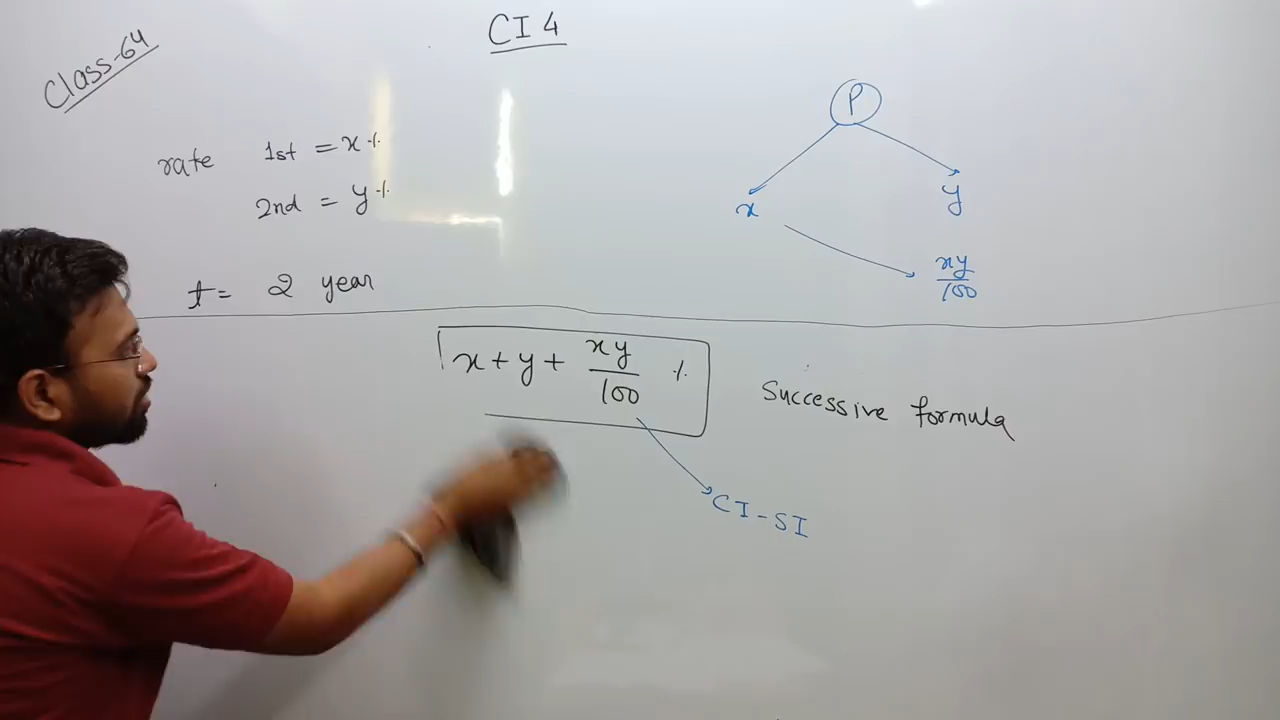 Class-64
CI 4
rate 1st = x%
2nd = y%
t = 2 year
P
x
y
xy/100
x + y + xy/100 %
Successive formula
CI-SI